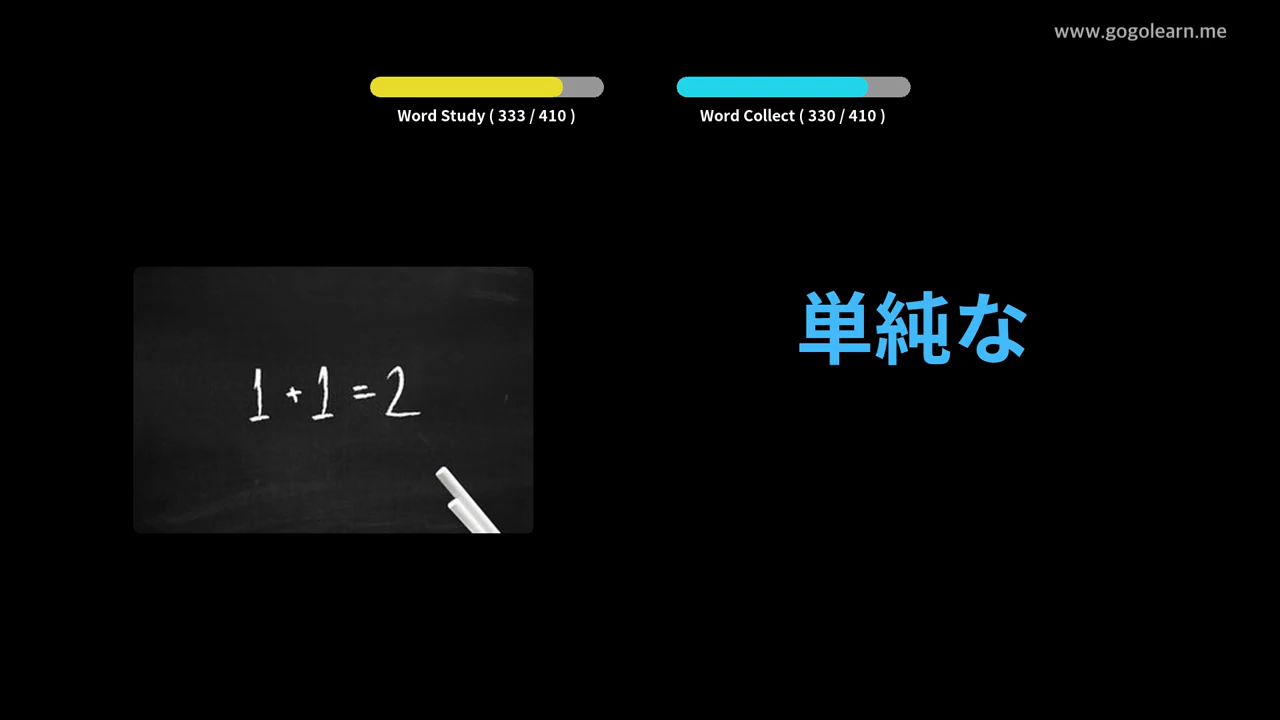 www.gogolearn.me
Word Study ( 333 / 410 )
Word Collect ( 330 / 410 )
単純な
1 + 1 = 2